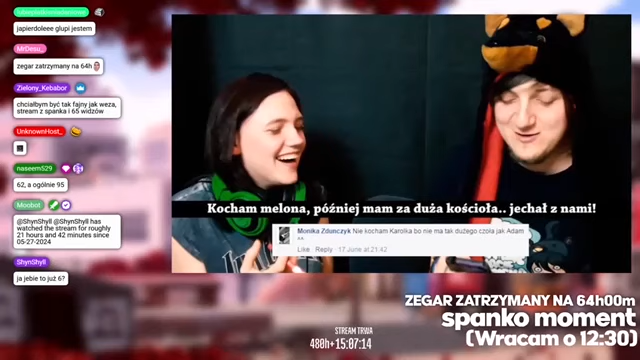 japierdoleee glupi jestem
MrDesu_
zegar zatrzymany na 64h
Zielony_Kebabor
chciałbym być tak fajny jak weza,
stream z spanka i 65 widzów
UnknownHost_
naseem529
62, a ogólnie 95
Moobot
@ShynShyll @ShynShyll has
watched the stream for roughly
21 hours and 42 minutes since
05-27-2024
ShynShyll
ja jebie to już 6?
Kocham melona, później mam za duża kościoła.. jechał z nami!
Monika Zdunczyk Nie kocham Karolka bo nie ma tak dużego czoła jak Adam
^^
Like · Reply · 17 June at 21:42
ZEGAR ZATRZYMANY NA 64h00m
spanko moment
(Wracam o 12:30)
STREAM TRWA
480h+15:07:14